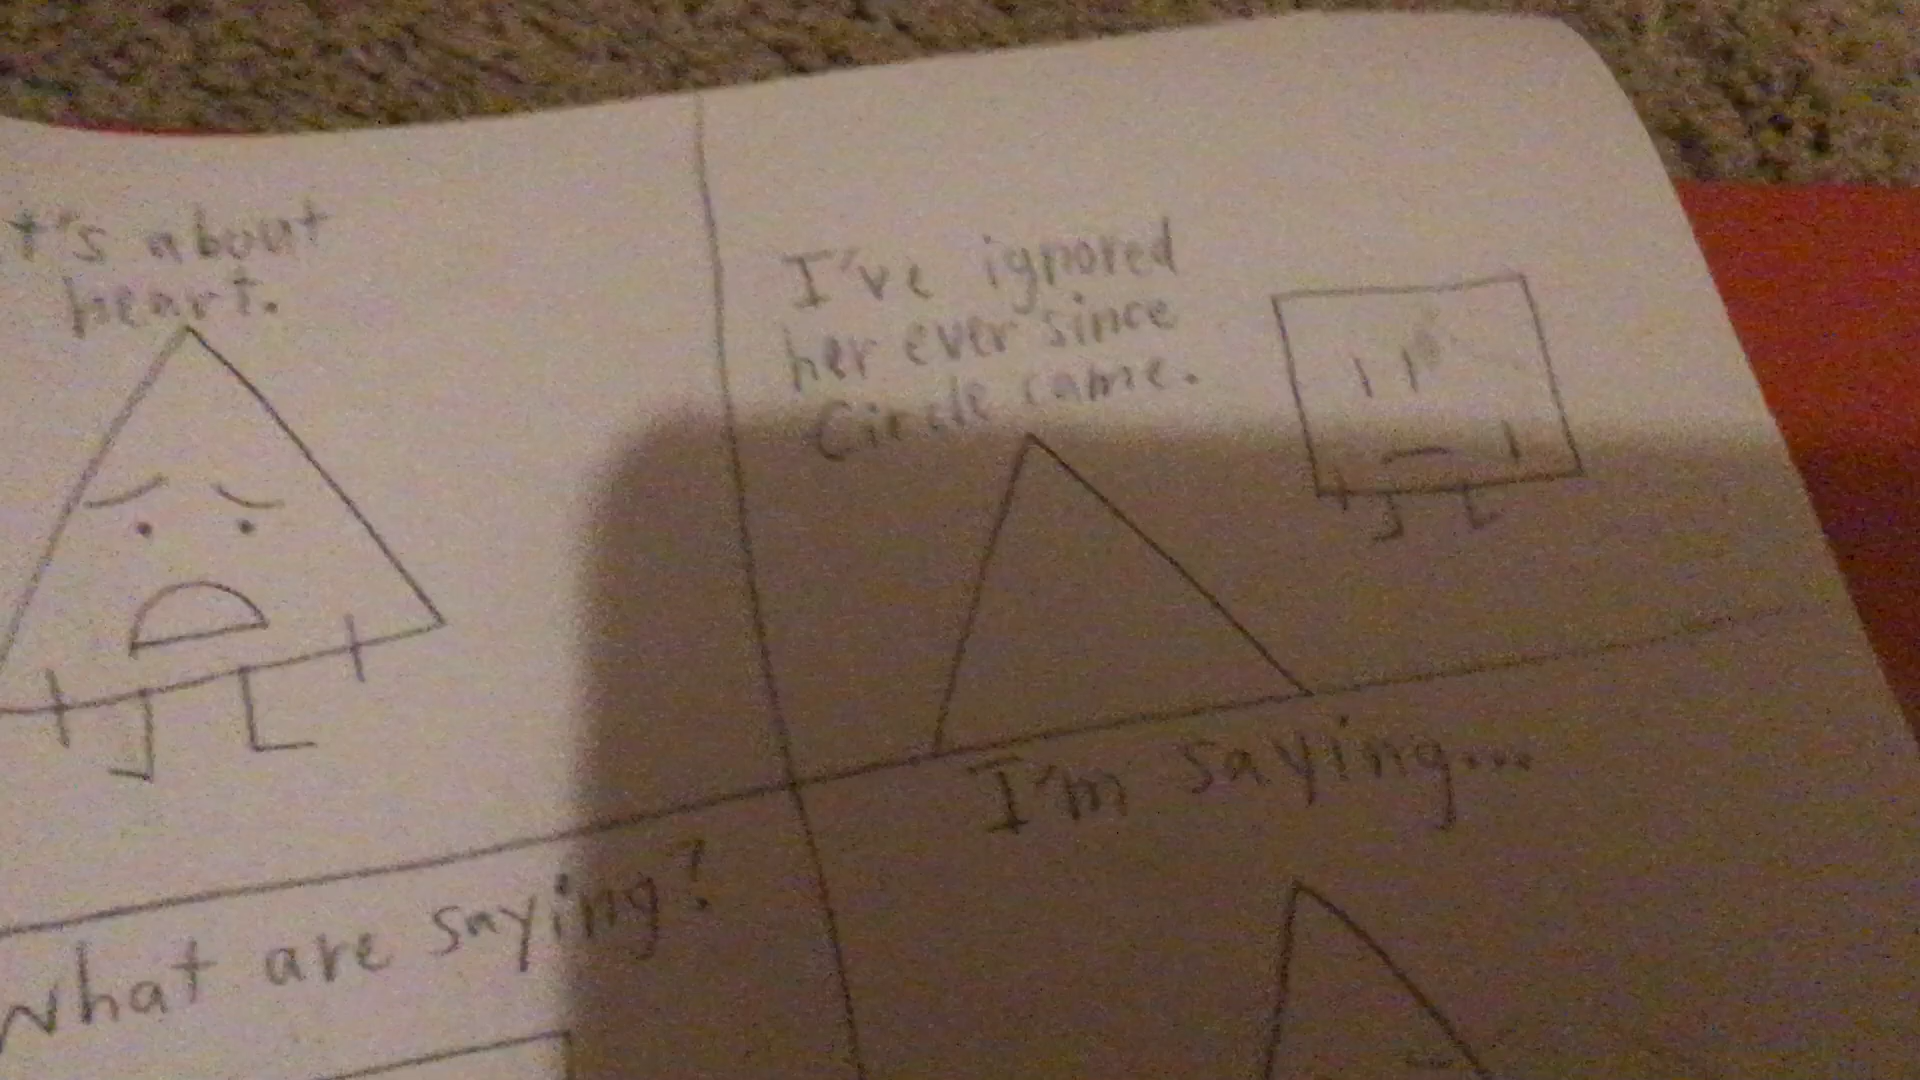 t's about
heart.
I've ignored
her ever since
Circle came.
What are saying?
I'm saying...